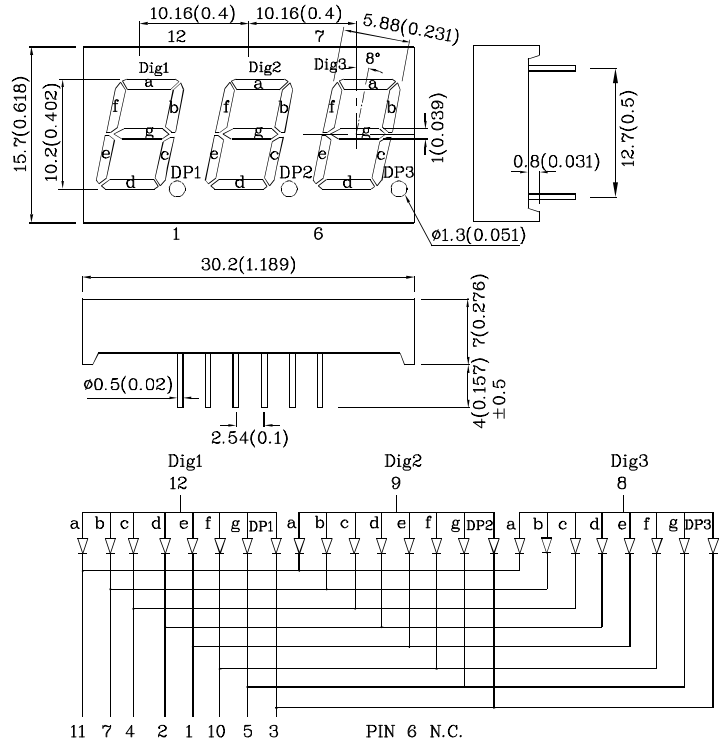 10.16(0.4) 10.16(0.4) 5.88(0.231)
12 7
8°
Dig1 Dig2 Dig3
a a a
f b f b f b
g g g
e c e c e c
d d d
DP1 DP2 DP3
15.7(0.618)
10.2(0.402)
1(0.039)
0.8(0.031)
12.7(0.5)
1 6
ø1.3(0.051)
30.2(1.189)
7(0.276)
ø0.5(0.02)
4(0.157)
±0.5
2.54(0.1)
Dig1 Dig2 Dig3
12 9 8
a b c d e f g DP1 a b c d e f g DP2 a b c d e f g DP3
11 7 4 2 1 10 5 3 PIN 6 N.C.